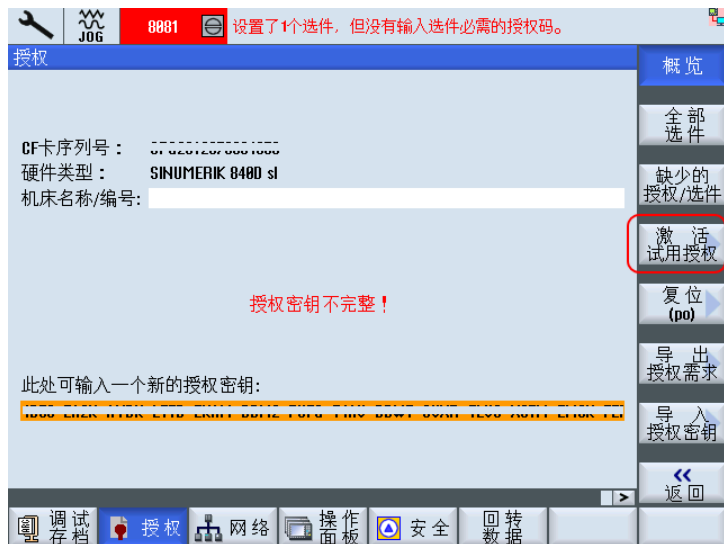 JOG
8081
设置了1个选件，但没有输入选件必需的授权码。
授权
概览
全部
选件
CF卡序列号：
硬件类型： SINUMERIK 840D sl
缺少的
授权/选件
机床名称/编号:
激活
试用授权
授权密钥不完整！
复位
(po)
导出
授权需求
此处可输入一个新的授权密钥:
导入
授权密钥
<<
返回
>
调试
存档
授权
网络
操作
面板
安全
回转
数据